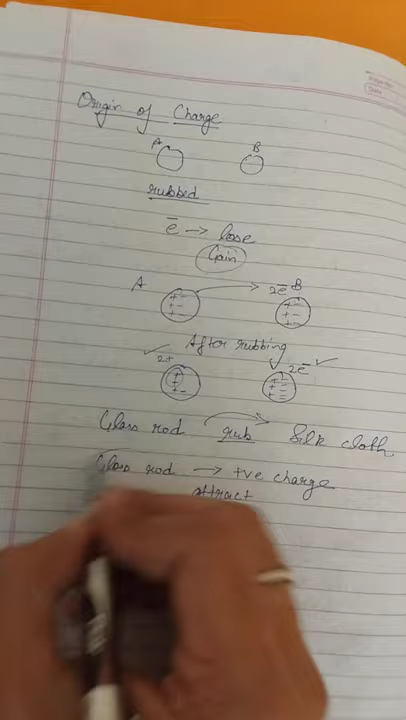 Origin of Charge
A B
rubbed
e̅ → lose
Gain
A 2e̅ B
After rubbing
2+ 2e̅
Glass rod rub Silk cloth
Glass rod → +ve charge
attract